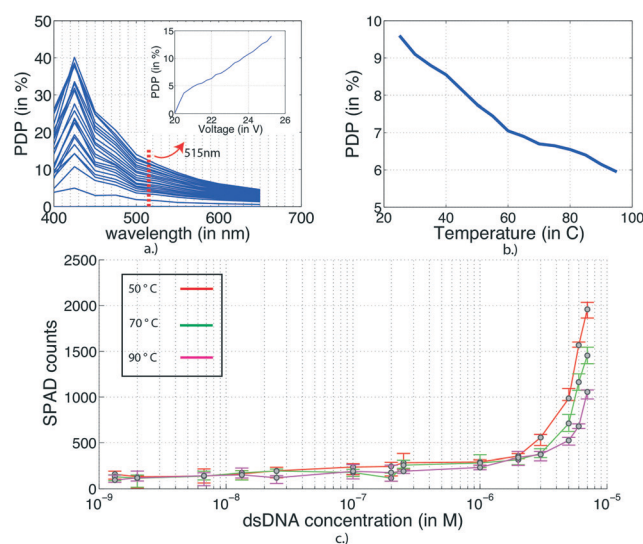 50
40
30
20
10
0
PDP (in %)
400
500
600
700
wavelength (in nm)
a.)
15
10
5
0
PDP (in %)
20
22
24
26
Voltage (in V)
515nm
10
9
8
7
6
5
PDP (in %)
20
40
60
80
100
Temperature (in C)
b.)
2500
2000
1500
1000
500
0
SPAD counts
50 °C
70 °C
90 °C
10⁻⁹
10⁻⁸
10⁻⁷
10⁻⁶
10⁻⁵
dsDNA concentration (in M)
c.)